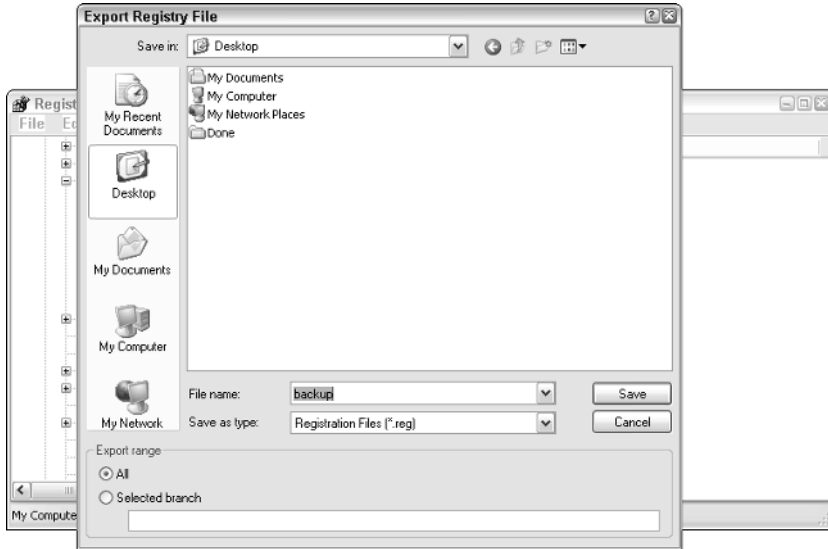 Export Registry File
Save in:
Desktop
My Documents
My Computer
My Network Places
Done
My Recent
Documents
Desktop
My Documents
My Computer
My Network
File name:
backup
Save
Save as type:
Registration Files (*.reg)
Cancel
Export range
All
Selected branch
Regist
File Ed
My Compute